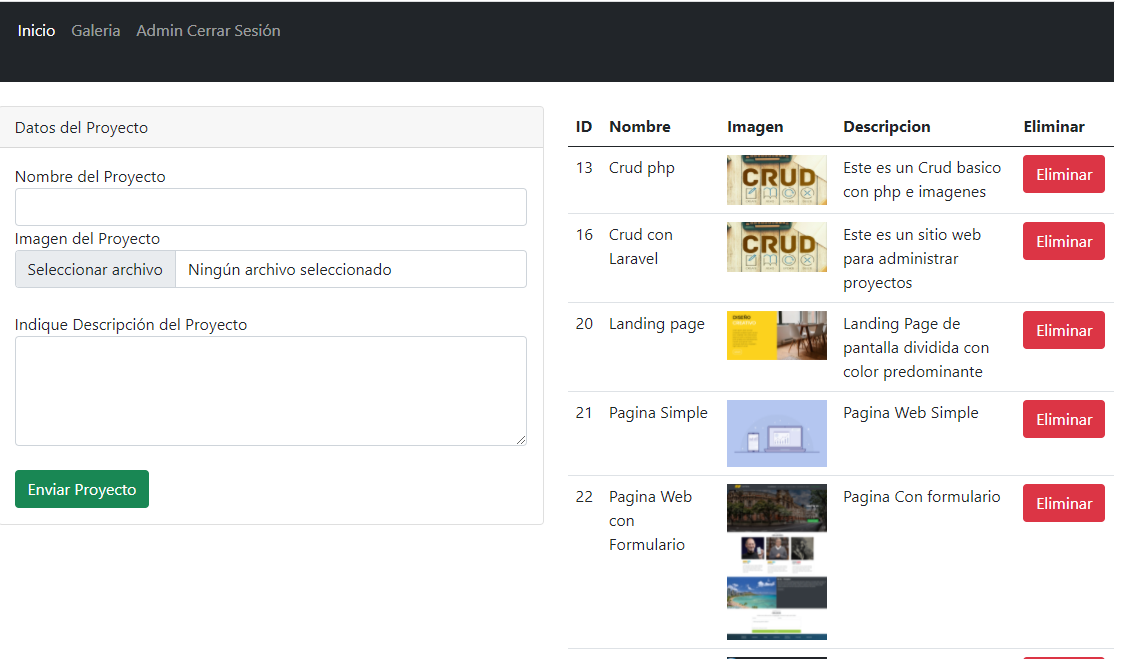 Inicio Galeria Admin Cerrar Sesión
Datos del Proyecto
Nombre del Proyecto
Imagen del Proyecto
Seleccionar archivo Ningún archivo seleccionado
Indique Descripción del Proyecto
Enviar Proyecto
ID Nombre Imagen Descripcion Eliminar
13 Crud php CRUD Este es un Crud basico Eliminar
con php e imagenes
16 Crud con CRUD Este es un sitio web Eliminar
Laravel para administrar
proyectos
20 Landing page DISEÑO Landing Page de Eliminar
pantalla dividida con
color predominante
21 Pagina Simple Pagina Web Simple Eliminar
22 Pagina Web Pagina Con formulario Eliminar
con
Formulario